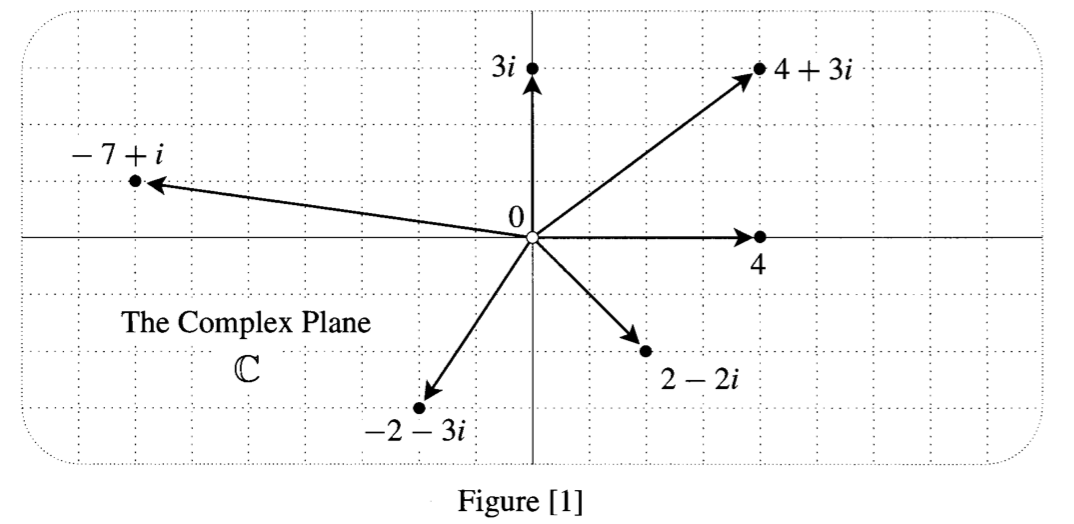 3i
4 + 3i
− 7 + i
0
4
The Complex Plane
ℂ
2 − 2i
−2 − 3i
Figure [1]